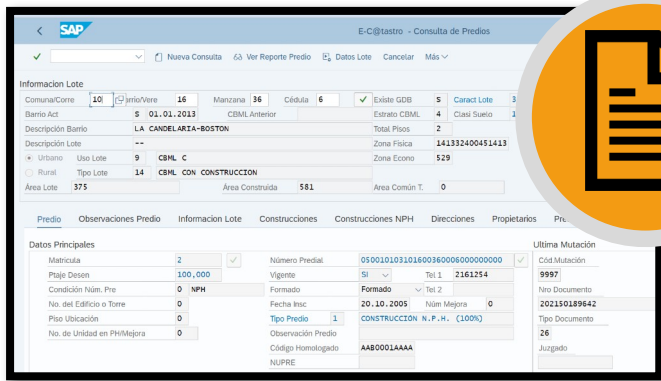 SAP E-C@tastro - Consulta de Predios
Nueva Consulta Ver Reporte Predio Datos Lote Cancelar Más
Informacion Lote
Comuna/Corre 10 rrio/Vere 16 Manzana 36 Cédula 6 Existe GDB S Caract Lote 3
Barrio Act S 01.01.2013 CBML Anterior Estrato CBML 4 Clasi Suelo 1
Descripción Barrio LA CANDELARIA-BOSTON Total Pisos 2
Descripción Lote -- Zona Física 141332400451413
Urbano Uso Lote 9 CBML C Zona Econo 529
Rural Tipo Lote 14 CBML CON CONSTRUCCION
Área Lote 375 Área Construida 581 Area Común T. 0
Predio Observaciones Predio Informacion Lote Construcciones Construcciones NPH Direcciones Propietarios
Datos Principales Ultima Mutación
Matricula 2 Número Predial 050010103101600360006000000000 Cód.Mutación
Ptaje Desen 100,000 Vigente SI Tel 1 2161254 9997
Condición Núm. Pre 0 NPH Formado Formado Tel 2 Nro Documento
No. del Edificio o Torre 0 Fecha Insc 20.10.2005 Núm Mejora 0 202150189642
Piso Ubicación 0 Tipo Predio 1 CONSTRUCCIÓN N.P.H. (100%) Tipo Documento
No. de Unidad en PH/Mejora 0 Observación Predio 26
Código Homologado AAB0001AAAA Juzgado
NUPRE